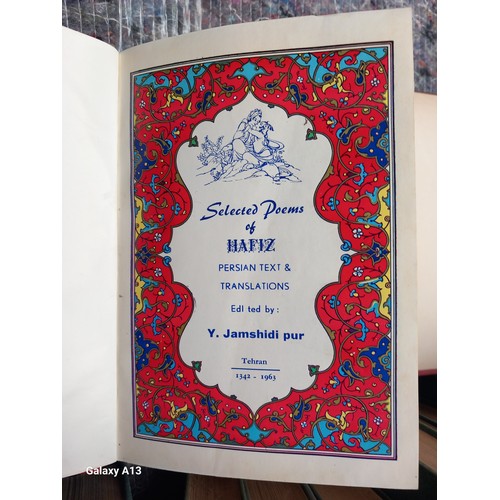 Selected Poems
of
HAFIZ
PERSIAN TEXT &
TRANSLATIONS
Edi ted by :
Y. Jamshidi pur
Tehran
1342 - 1963
Galaxy A13